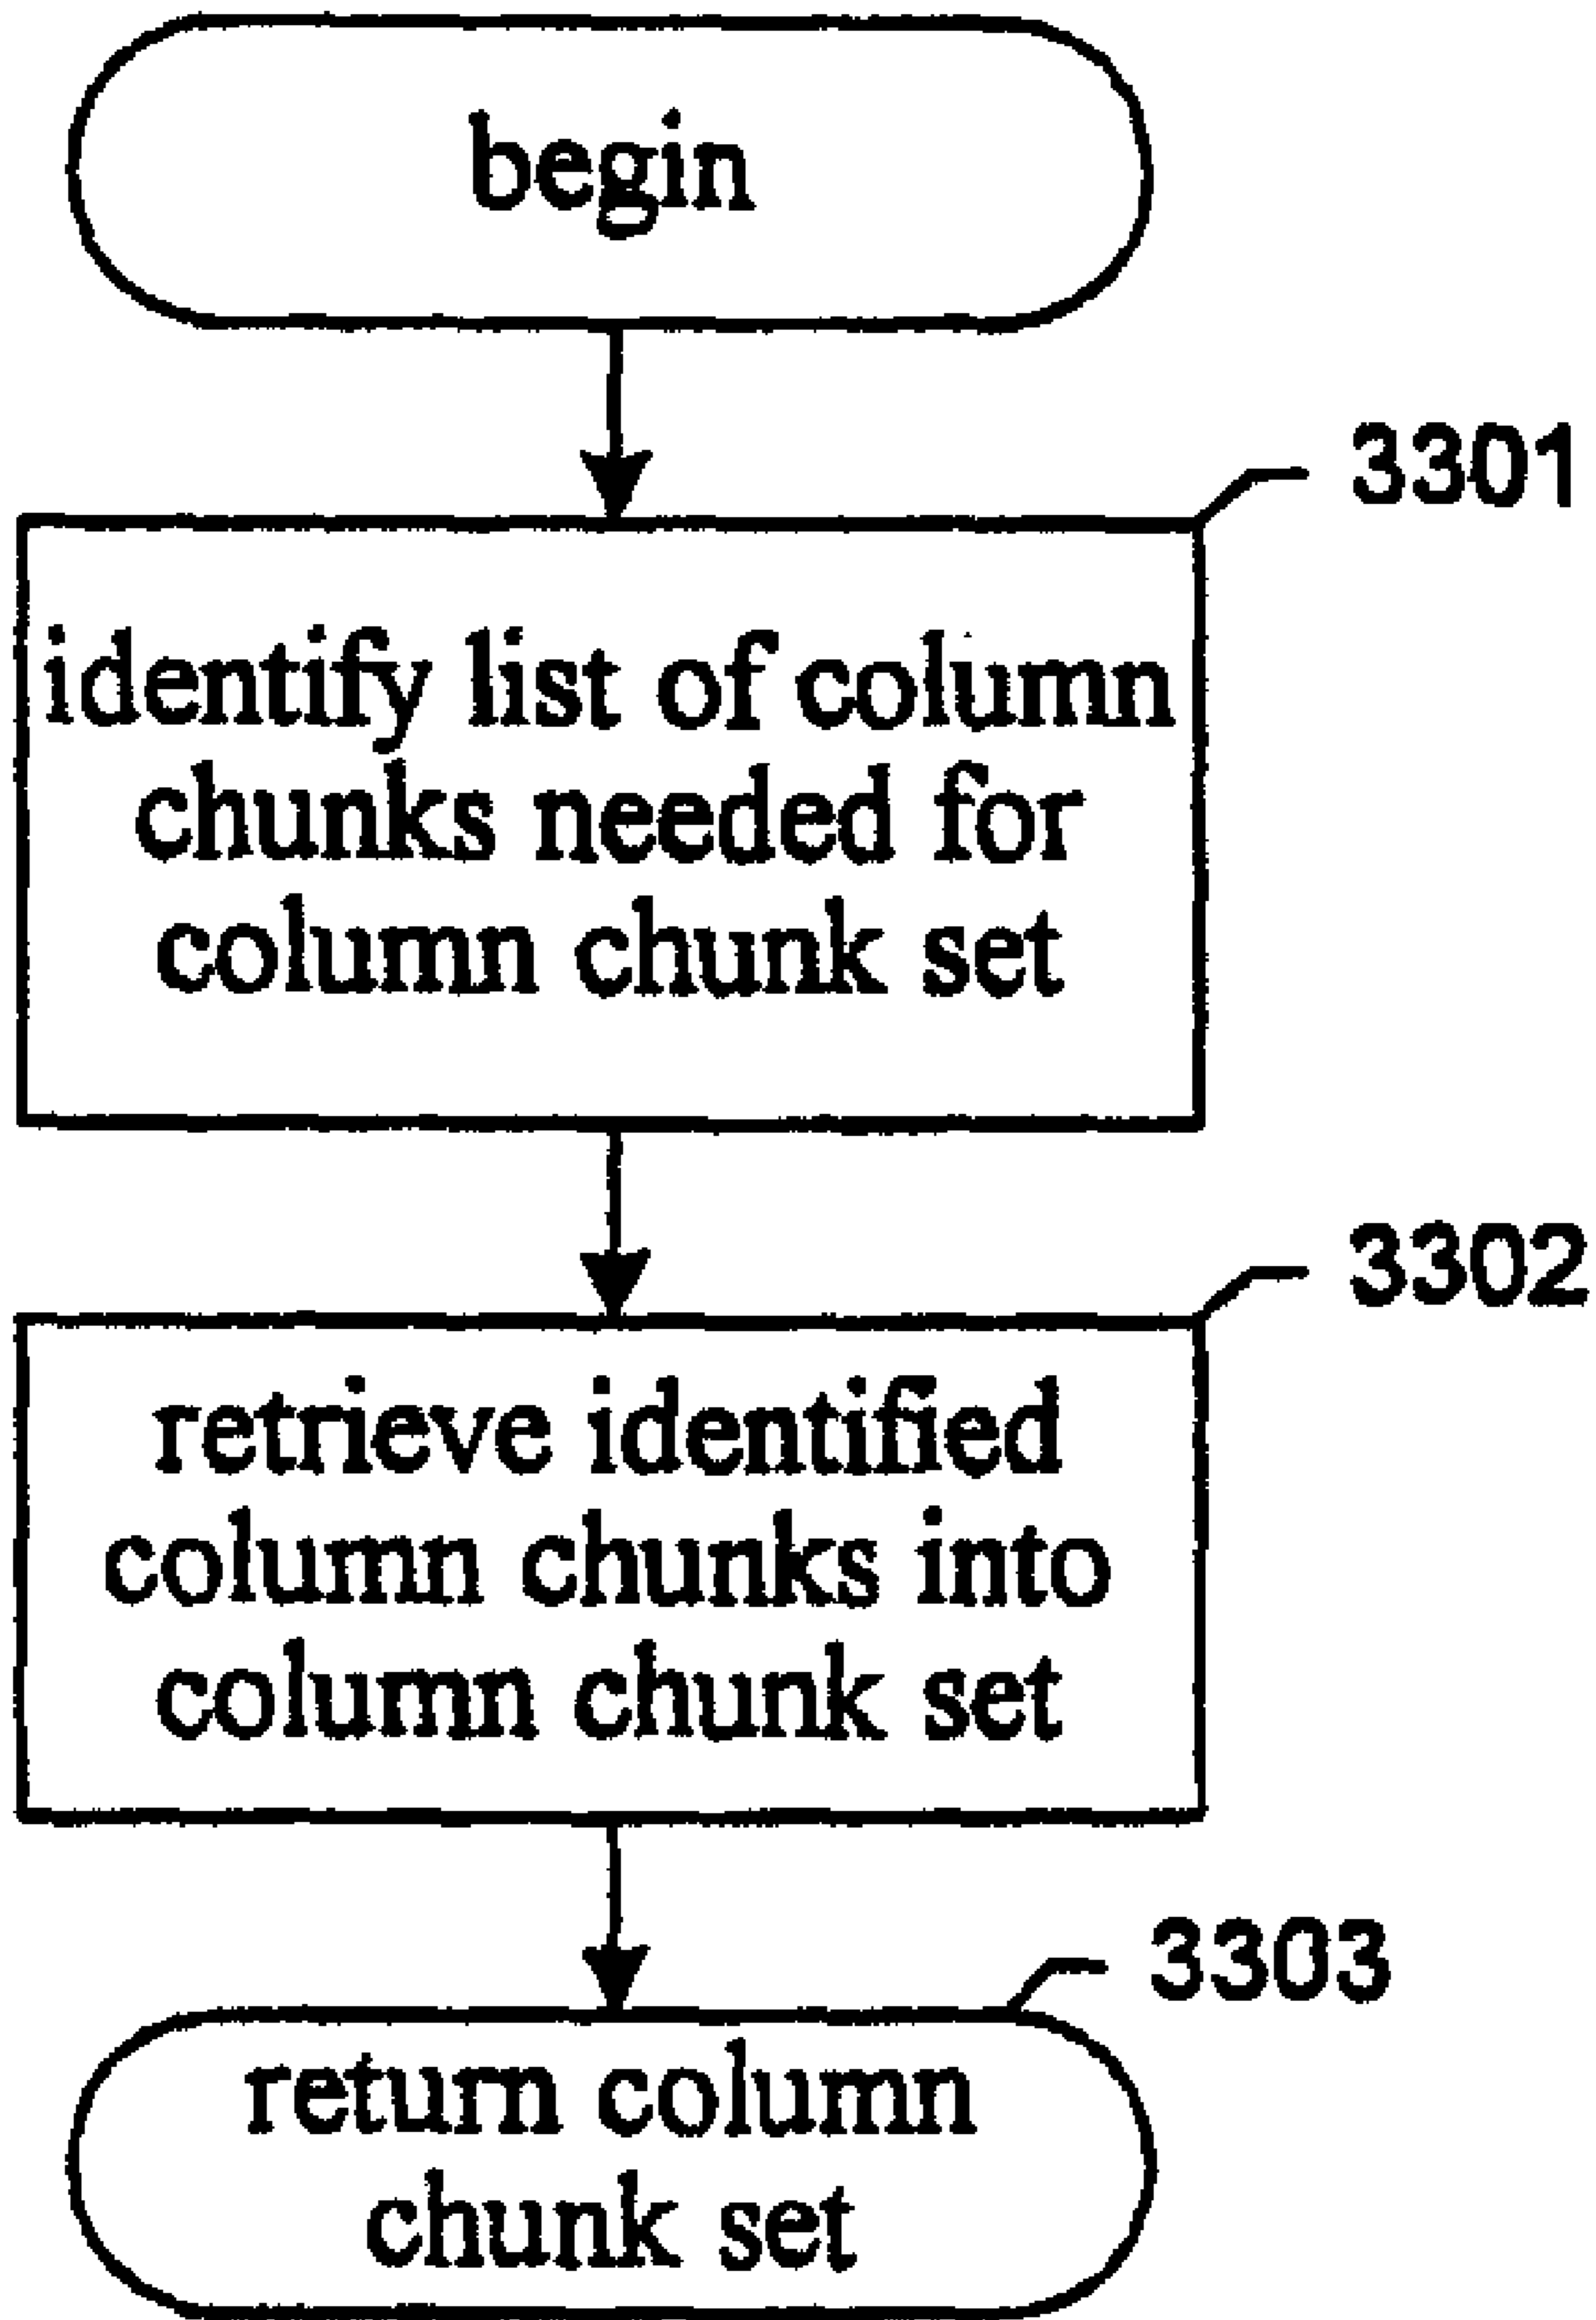 begin
3301
identify list of column
chunks needed for
column chunk set
3302
retrieve identified
column chunks into
column chunk set
3303
return column
chunk set